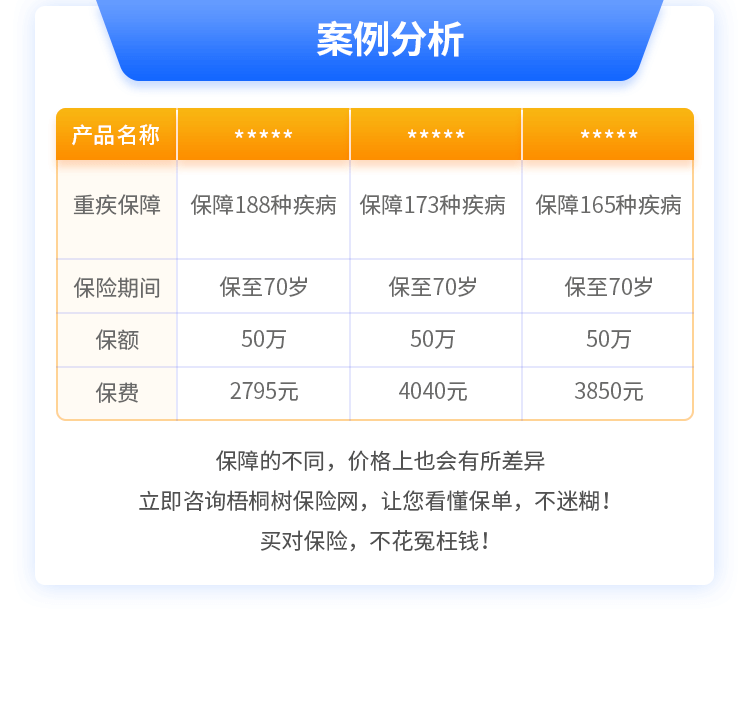 案例分析
产品名称 ***** ***** *****
重疾保障 保障188种疾病 保障173种疾病 保障165种疾病
保险期间 保至70岁 保至70岁 保至70岁
保额 50万 50万 50万
保费 2795元 4040元 3850元
保障的不同，价格上也会有所差异
立即咨询梧桐树保险网，让您看懂保单，不迷糊！
买对保险，不花冤枉钱！